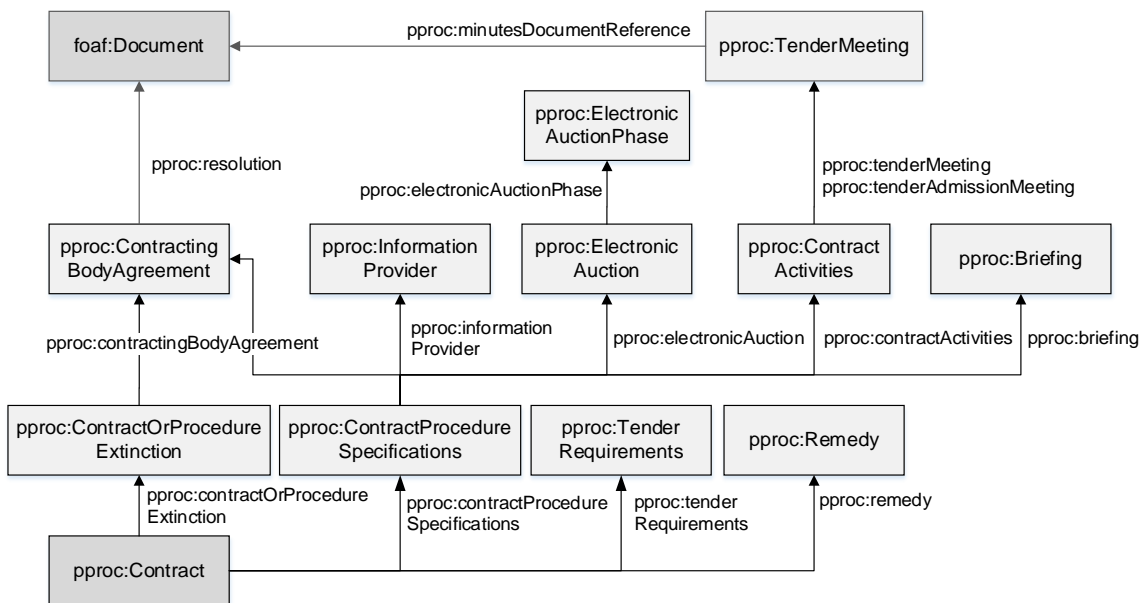 foaf:Document
pproc:minutesDocumentReference
pproc:TenderMeeting
pproc:Electronic
AuctionPhase
pproc:resolution
pproc:tenderMeeting
pproc:tenderAdmissionMeeting
pproc:electronicAuctionPhase
pproc:Contracting
BodyAgreement
pproc:Information
Provider
pproc:Electronic
Auction
pproc:Contract
Activities
pproc:Briefing
pproc:contractingBodyAgreement
pproc:information
Provider
pproc:electronicAuction
pproc:contractActivities
pproc:briefing
pproc:ContractOrProcedure
Extinction
pproc:ContractProcedure
Specifications
pproc:Tender
Requirements
pproc:Remedy
pproc:contractOrProcedure
Extinction
pproc:contractProcedure
Specifications
pproc:tender
Requirements
pproc:remedy
pproc:Contract